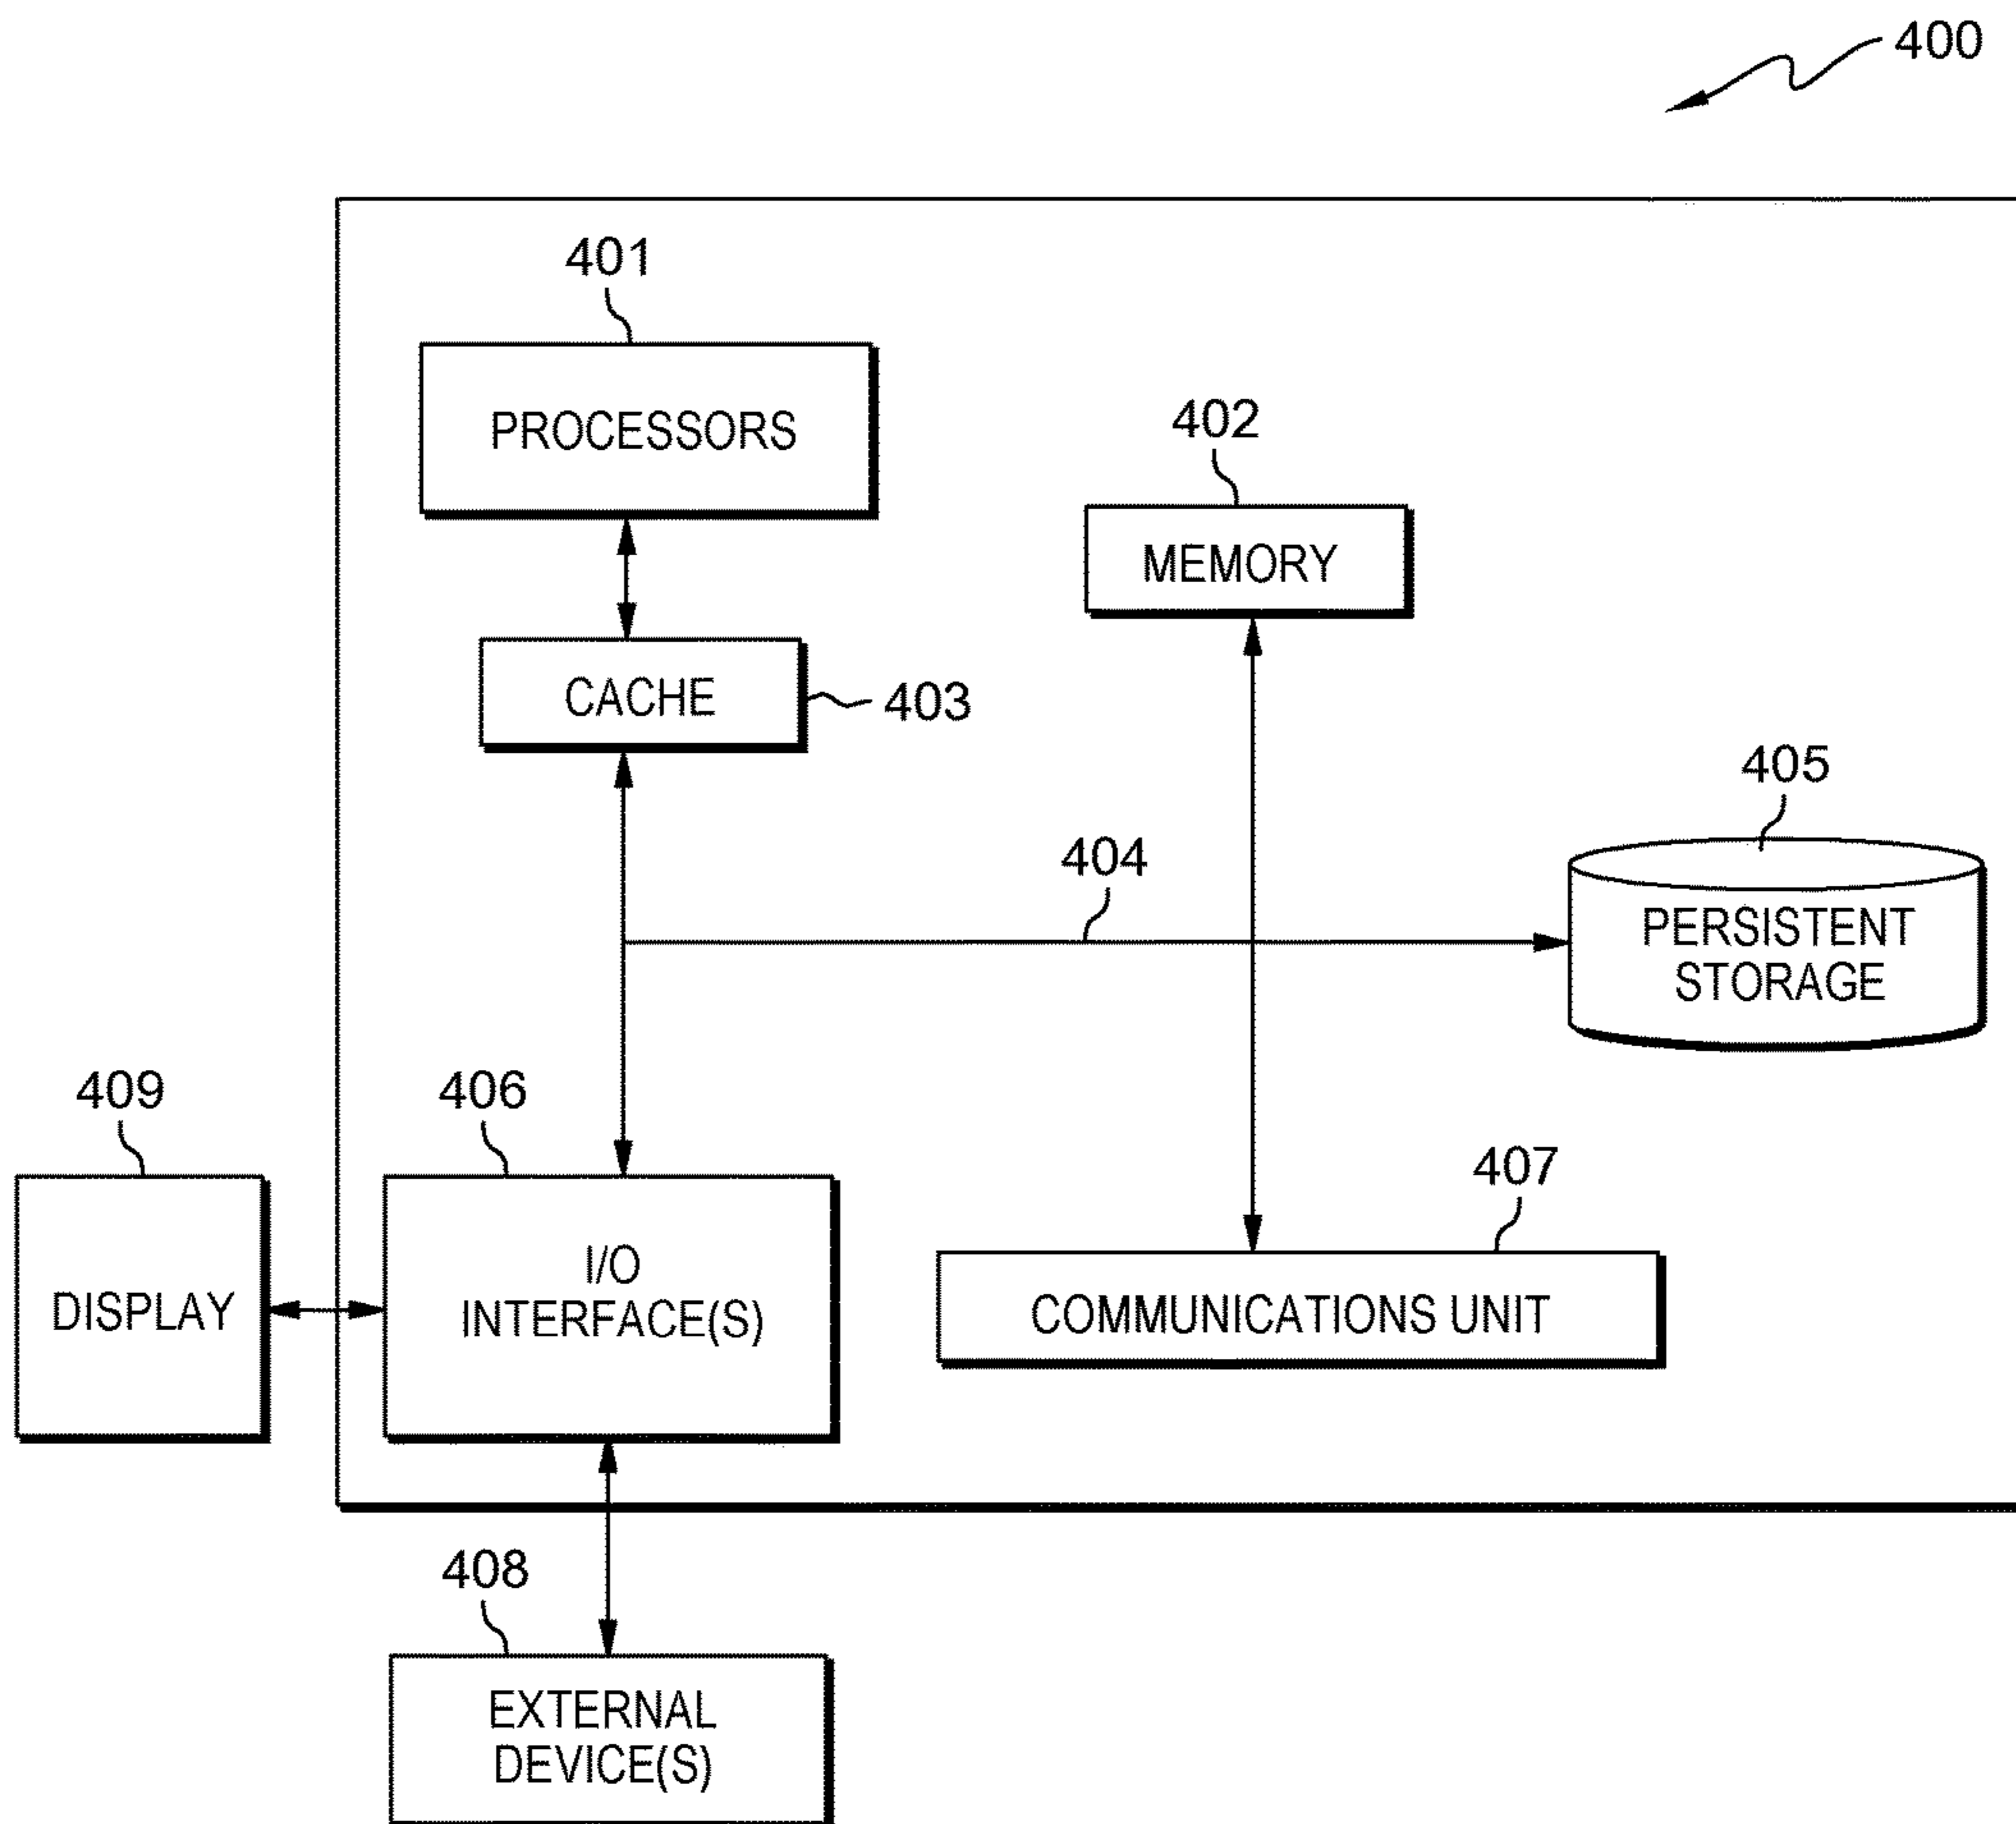 400
401
PROCESSORS
402
MEMORY
CACHE
403
405
404
PERSISTENT
STORAGE
409
406
407
DISPLAY
I/O
INTERFACE(S)
COMMUNICATIONS UNIT
408
EXTERNAL
DEVICE(S)